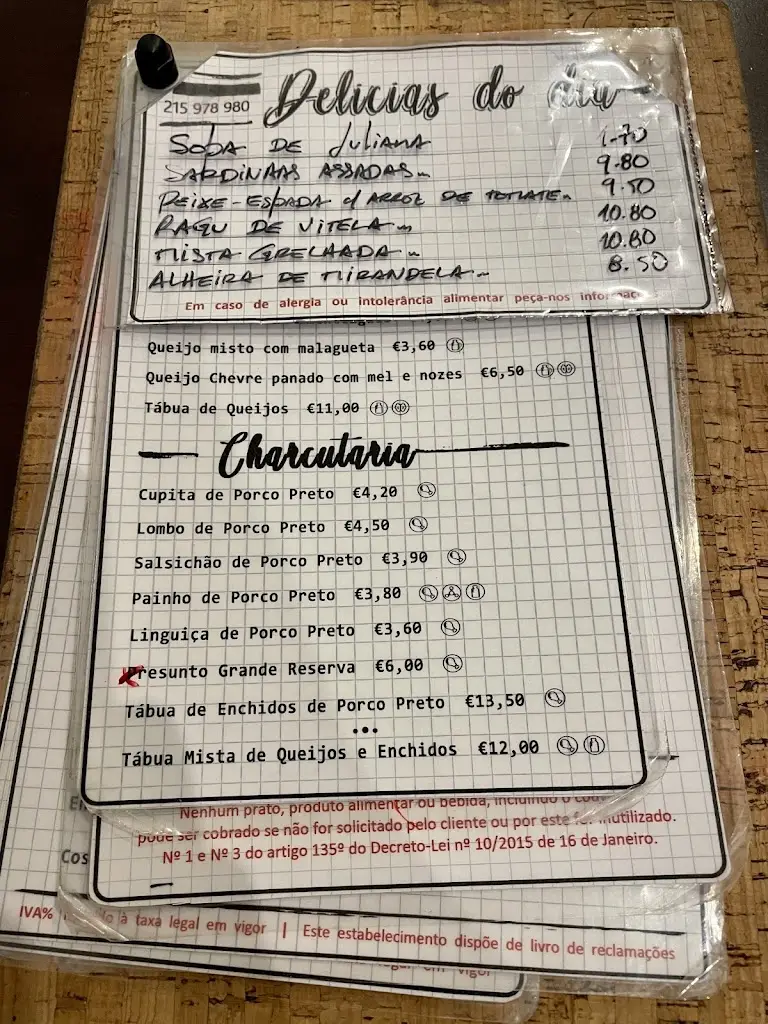 215 978 980
Delicias do dia
SOBA DE JULIANA 1.70
SARDINHAS ASSADAS 9.80
PEIXE-ESPADA C/ ARROZ DE TOMATE 9.50
RAGU DE VITELA 10.80
MISTA GRELHADA 10.80
ALHEIRA DE MIRANDELA 8.50
Em caso de alergia ou intolerância alimentar peça-nos
Queijo misto com malagueta €3,60
Queijo Chevre panado com mel e nozes €6,50
Tábua de Queijos €11,00
Charcutaria
Cupita de Porco Preto €4,20
Lombo de Porco Preto €4,50
Salsichão de Porco Preto €3,90
Painho de Porco Preto €3,80
Linguiça de Porco Preto €3,60
Presunto Grande Reserva €6,00
Tábua de Enchidos de Porco Preto €13,50
...
Tábua Mista de Queijos e Enchidos €12,00
Nenhum prato, produto alimentar ou bebida, incluindo o
pode ser cobrado se não for solicitado pelo cliente ou por este for inutilizado.
Nº 1 e Nº 3 do artigo 135º do Decreto-Lei nº 10/2015 de 16 de Janeiro.
Cos
IVA% à taxa legal em vigor | Este estabelecimento dispõe de livro de reclamações
em vigor